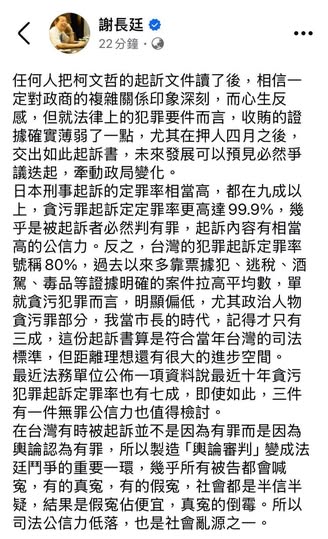 謝長廷
22分鐘・
任何人把柯文哲的起訴文件讀了後，相信一
定對政商的複雜關係印象深刻，而心生反
感，但就法律上的犯罪要件而言，收賄的證
據確實薄弱了一點，尤其在押人四月之後，
交出如此起訴書，未來發展可以預見必然爭
議迭起，牽動政局變化。
日本刑事起訴的定罪率相當高，都在九成以
上，貪污罪起訴定定罪率更高達99.9%，幾
乎是被起訴者必然判有罪，起訴內容有相當
高的公信力。反之，台灣的犯罪起訴定罪率
號稱80%，過去以來多靠票據犯、逃稅、酒
駕、毒品等證據明確的案件拉高平均數，單
就貪污犯罪而言，明顯偏低，尤其政治人物
貪污罪部分，我當市長的時代，記得才只有
三成，這份起訴書算是符合當年台灣的司法
標準，但距離理想還有很大的進步空間。
最近法務單位公佈一項資料說最近十年貪污
犯罪起訴定罪率也有七成，即使如此，三件
有一件無罪公信力也值得檢討。
在台灣有時被起訴並不是因為有罪而是因為
輿論認為有罪，所以製造「輿論審判」變成法
廷鬥爭的重要一環，幾乎所有被告都會喊
冤，有的真冤，有的假冤，社會都是半信半
疑，結果是假冤佔便宜，真冤的倒霉。所以
司法公信力低落，也是社會亂源之一。